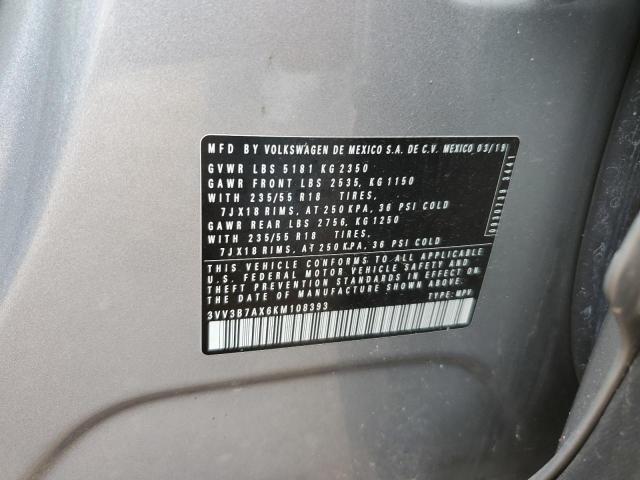 MFD BY VOLKSWAGEN DE MEXICO S.A. DE C.V. MEXICO 03/19
GVWR LBS 5181 KG 2350
GAWR FRONT LBS 2535, KG 1150
WITH 235/55 R18 TIRES,
7JX18 RIMS, AT 250 KPA, 36 PSI COLD
GAWR REAR LBS 2756, KG 1250
WITH 235/55 R18 TIRES,
7JX18 RIMS, AT 250 KPA, 36 PSI COLD
THIS VEHICLE CONFORMS TO ALL APPLICABLE
U.S. FEDERAL MOTOR VEHICLE SAFETY AND
THEFT PREVENTION STANDARDS IN EFFECT ON
THE DATE OF MANUFACTURE SHOWN ABOVE
3VV3B7AX6KM108393 TYPE: MPV